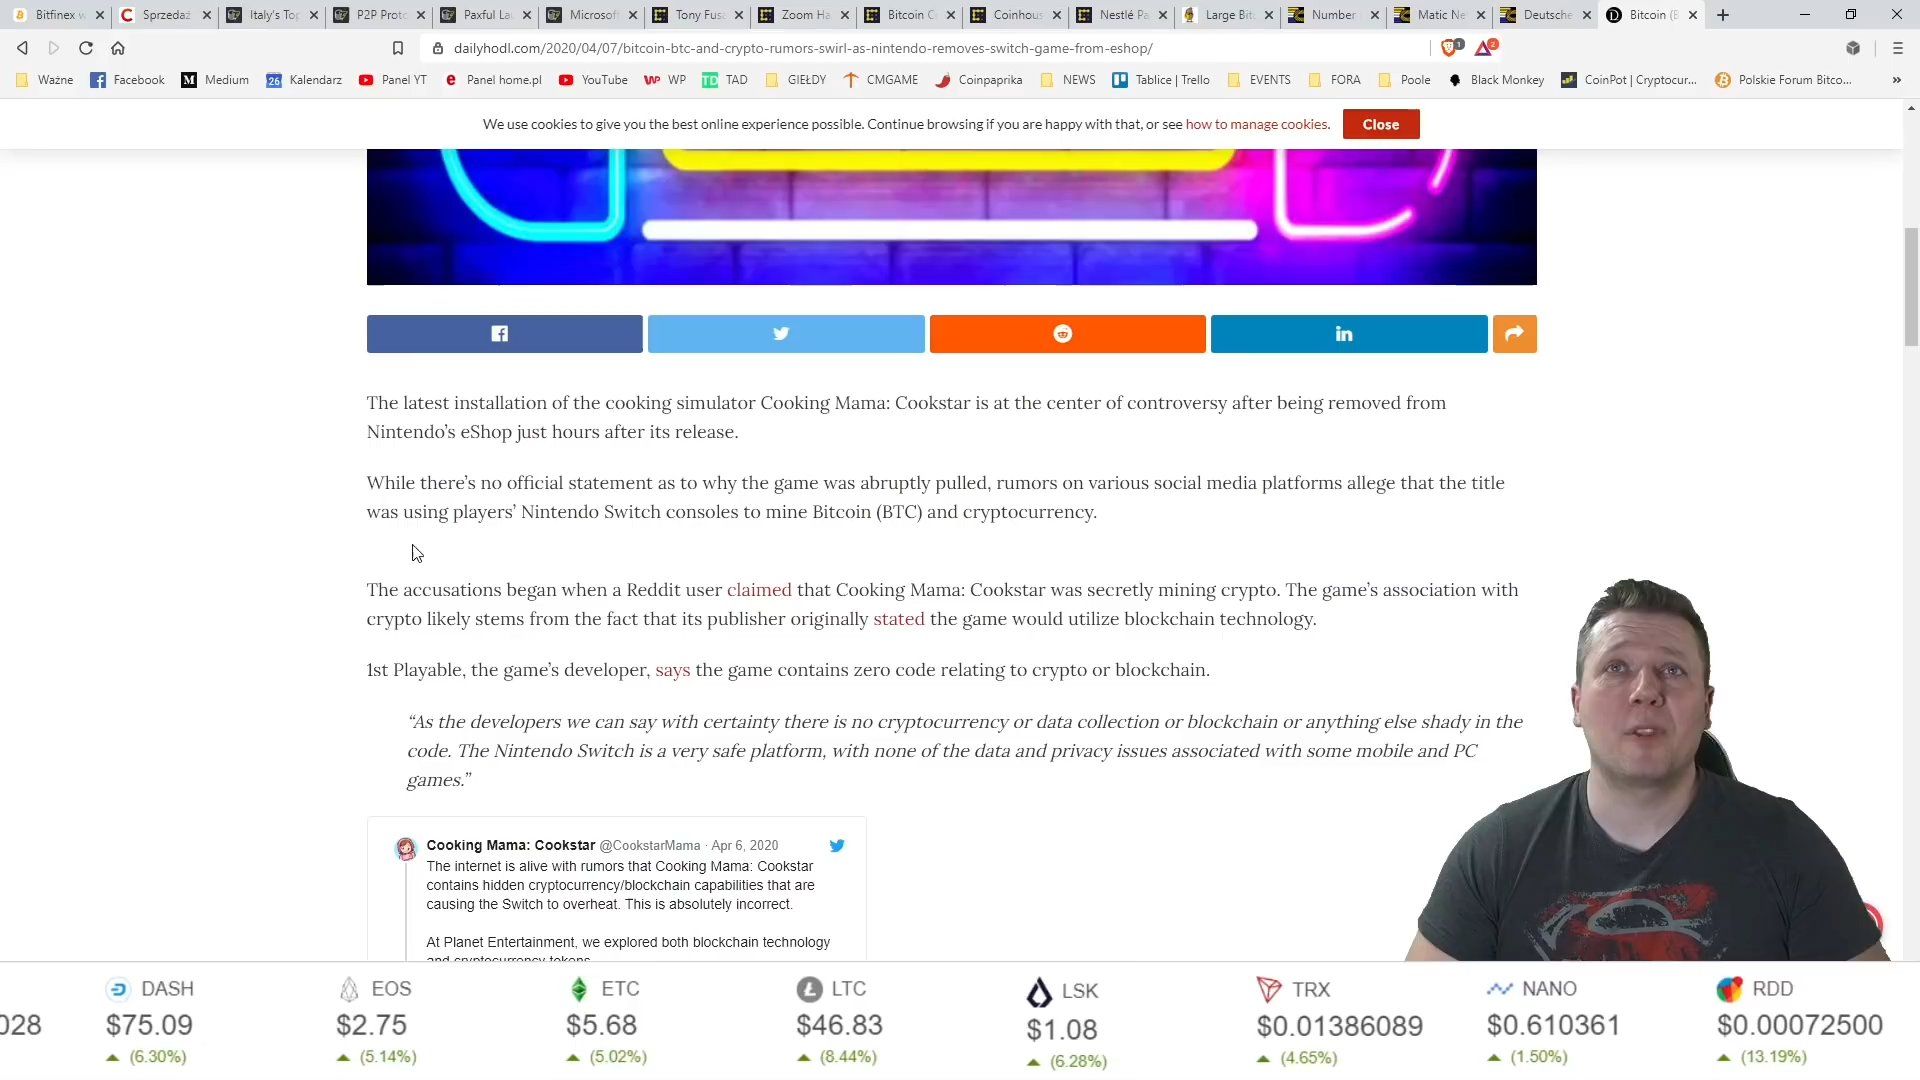 Bitfinex w
Sprzedaż
Italy's Top
P2P Proto
Paxful La
Microsoft
Tony Fusa
Zoom Ha
Bitcoin C
Coinhous
Nestlé Pa
Large Bit
Number
Matic Ne
Deutsche
Bitcoin (B
dailyhodl.com/2020/04/07/bitcoin-btc-and-crypto-rumors-swirl-as-nintendo-removes-switch-game-from-eshop/
1
2
Ważne
Facebook
Medium
26 Kalendarz
Panel YT
Panel home.pl
YouTube
WP
TAD
GIEŁDY
CMGAME
Coinpaprika
NEWS
Tablice | Trello
EVENTS
FORA
Poole
Black Monkey
CoinPot | Cryptocur...
Polskie Forum Bitco...
»
We use cookies to give you the best online experience possible. Continue browsing if you are happy with that, or see how to manage cookies.
Close
The latest installation of the cooking simulator Cooking Mama: Cookstar is at the center of controversy after being removed from
Nintendo's eShop just hours after its release.
While there's no official statement as to why the game was abruptly pulled, rumors on various social media platforms allege that the title
was using players' Nintendo Switch consoles to mine Bitcoin (BTC) and cryptocurrency.
The accusations began when a Reddit user claimed that Cooking Mama: Cookstar was secretly mining crypto. The game's association with
crypto likely stems from the fact that its publisher originally stated the game would utilize blockchain technology.
1st Playable, the game's developer, says the game contains zero code relating to crypto or blockchain.
“As the developers we can say with certainty there is no cryptocurrency or data collection or blockchain or anything else shady in the
code. The Nintendo Switch is a very safe platform, with none of the data and privacy issues associated with some mobile and PC
games.”
Cooking Mama: Cookstar @CookstarMama · Apr 6, 2020
The internet is alive with rumors that Cooking Mama: Cookstar
contains hidden cryptocurrency/blockchain capabilities that are
causing the Switch to overheat. This is absolutely incorrect.
At Planet Entertainment, we explored both blockchain technology
and cryptocurrency tokens
DASH
EOS
ETC
LTC
LSK
TRX
NANO
RDD
028
$75.09
$2.75
$5.68
$46.83
$1.08
$0.01386089
$0.610361
$0.00072500
(6.30%)
(5.14%)
(5.02%)
(8.44%)
(6.28%)
(4.65%)
(1.50%)
(13.19%)